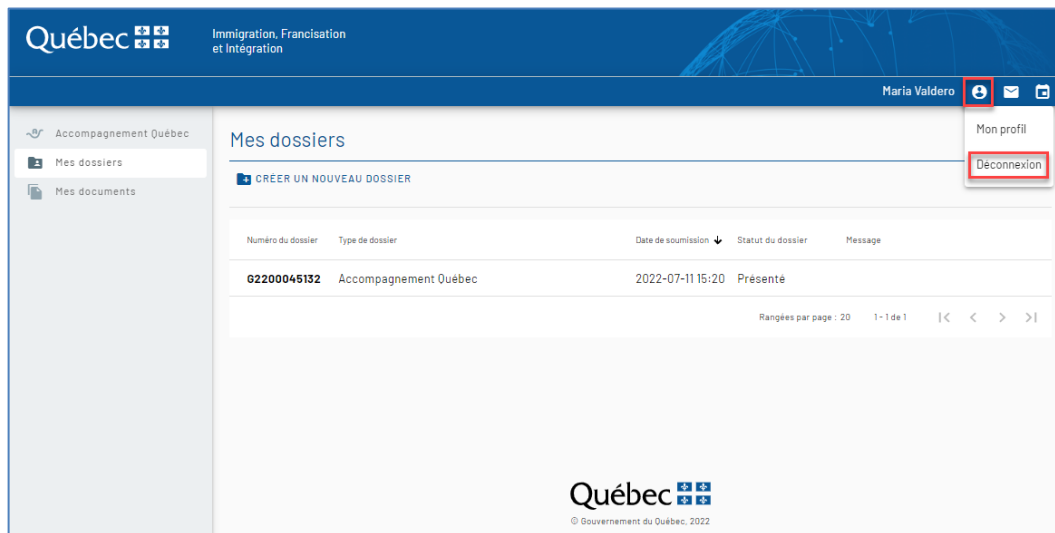 Québec
Immigration, Francisation
et Intégration
Maria Valdero
Mon profil
Déconnexion
Accompagnement Québec
Mes dossiers
Mes documents
Mes dossiers
CRÉER UN NOUVEAU DOSSIER
Numéro du dossier Type de dossier Date de soumission Statut du dossier Message
G2200045132 Accompagnement Québec 2022-07-11 15:20 Présenté
Rangées par page : 20 1-1 de 1
Québec
© Gouvernement du Québec, 2022